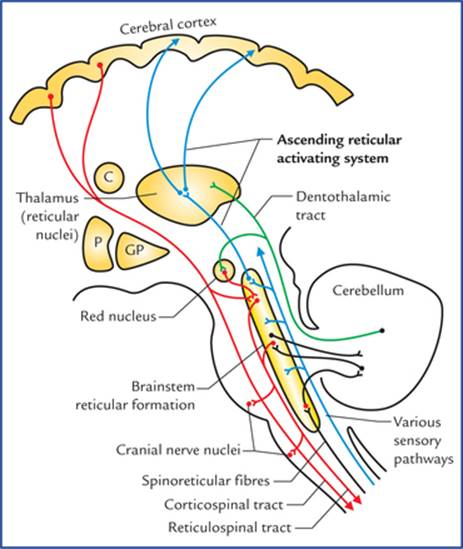 Cerebral cortex
Ascending reticular
activating system
C
Thalamus
(reticular
nuclei)
Dentothalamic
tract
P
GP
Cerebellum
Red nucleus
Brainstem
reticular formation
Various
sensory
pathways
Cranial nerve nuclei
Spinoreticular fibres
Corticospinal tract
Reticulospinal tract